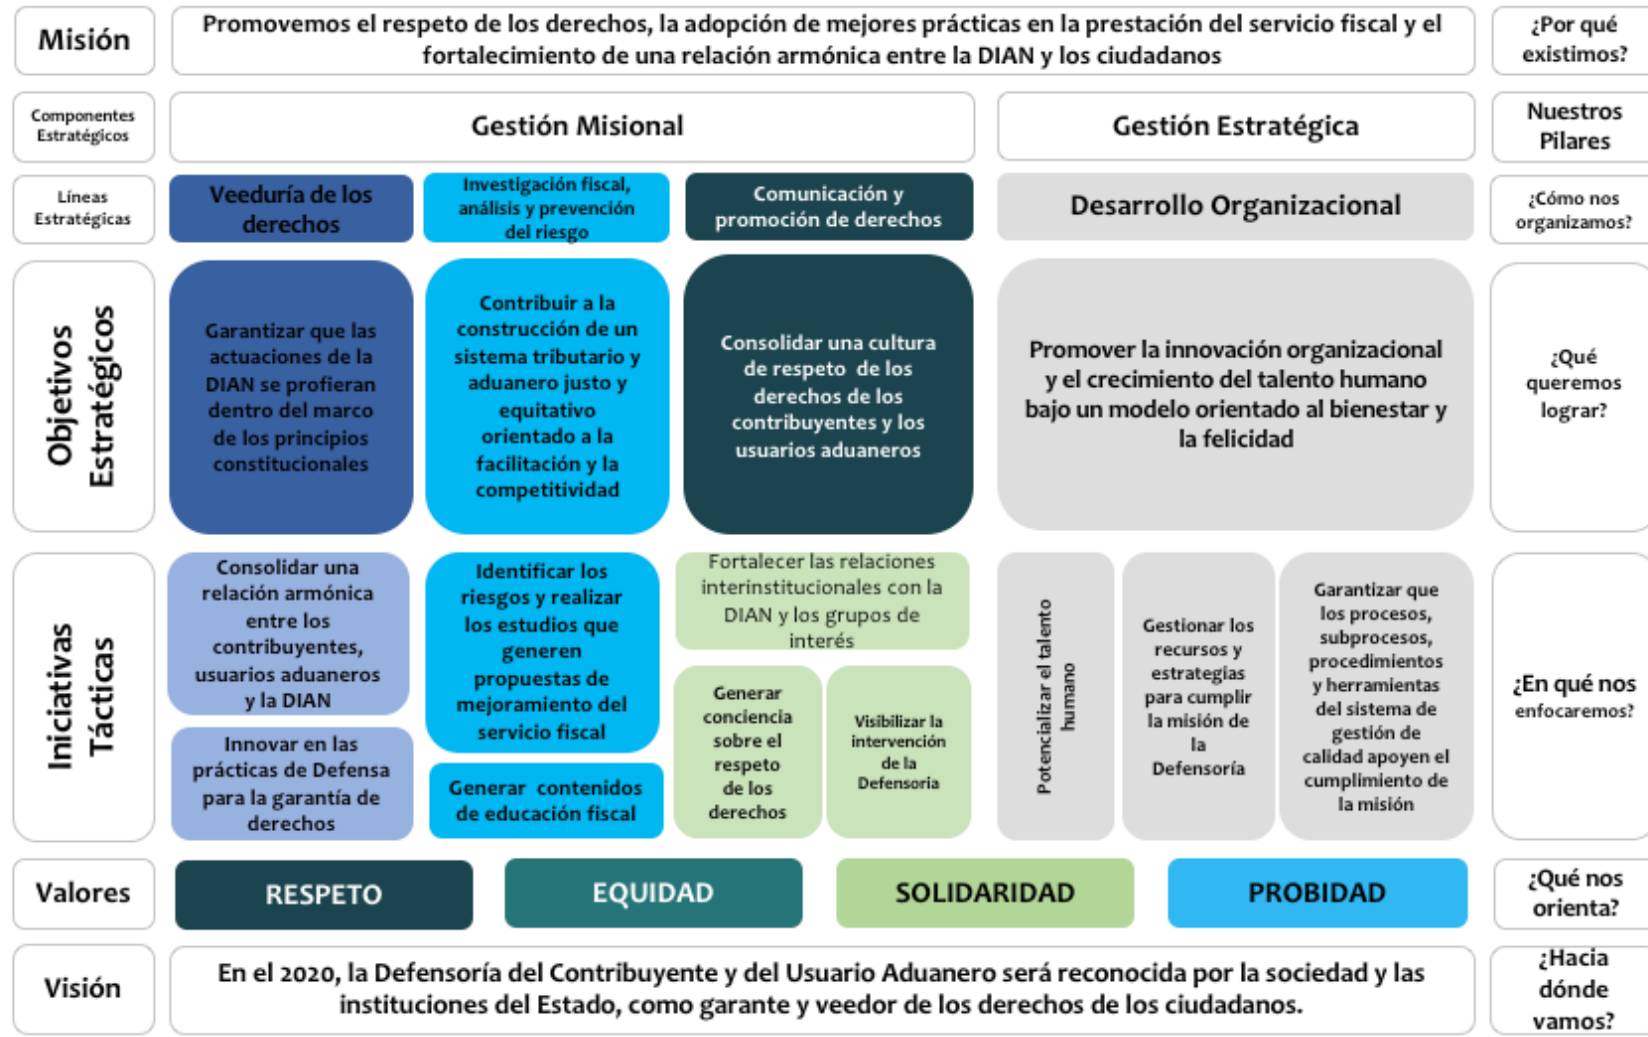 Misión
Promovemos el respeto de los derechos, la adopción de mejores prácticas en la prestación del servicio fiscal y el
fortalecimiento de una relación armónica entre la DIAN y los ciudadanos
¿Por qué
existimos?
Componentes
Estratégicos
Gestión Misional
Gestión Estratégica
Nuestros
Pilares
Líneas
Estratégicas
Veeduría de los
derechos
Investigación fiscal,
análisis y prevención
del riesgo
Comunicación y
promoción de derechos
Desarrollo Organizacional
¿Cómo nos
organizamos?
Objetivos
Estratégicos
Garantizar que las
actuaciones de la
DIAN se profieran
dentro del marco
de los principios
constitucionales
Contribuir a la
construcción de un
sistema tributario y
aduanero justo y
equitativo
orientado a la
facilitación y la
competitividad
Consolidar una cultura
de respeto de los
derechos de los
contribuyentes y los
usuarios aduaneros
Promover la innovación organizacional
y el crecimiento del talento humano
bajo un modelo orientado al bienestar y
la felicidad
¿Qué
queremos
lograr?
Iniciativas
Tácticas
Consolidar una
relación armónica
entre los
contribuyentes,
usuarios aduaneros
y la DIAN
Innovar en las
prácticas de Defensa
para la garantía de
derechos
Identificar los
riesgos y realizar
los estudios que
generen
propuestas de
mejoramiento del
servicio fiscal
Generar contenidos
de educación fiscal
Fortalecer las relaciones
interinstitucionales con la
DIAN y los grupos de
interés
Generar
conciencia
sobre el
respeto
de los
derechos
Visibilizar la
intervención
de la
Defensoria
Potencializar el talento
humano
Gestionar los
recursos y
estrategias
para cumplir
la misión de
la
Defensoría
Garantizar que
los procesos,
subprocesos,
procedimientos
y herramientas
del sistema de
gestión de
calidad apoyen el
cumplimiento de
la misión
¿En qué nos
enfocaremos?
Valores
RESPETO
EQUIDAD
SOLIDARIDAD
PROBIDAD
¿Qué nos
orienta?
Visión
En el 2020, la Defensoría del Contribuyente y del Usuario Aduanero será reconocida por la sociedad y las
instituciones del Estado, como garante y veedor de los derechos de los ciudadanos.
¿Hacia
dónde
vamos?